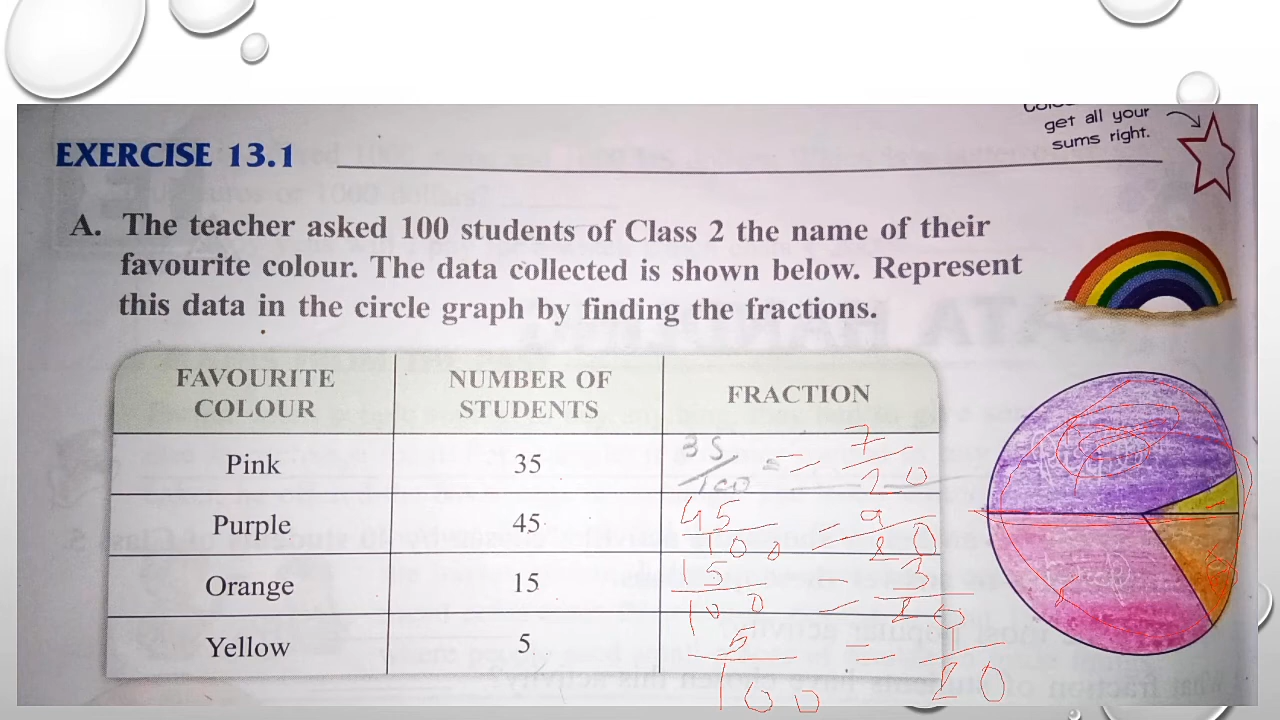 get all your
sums right.
EXERCISE 13.1
A. The teacher asked 100 students of Class 2 the name of their
favourite colour. The data collected is shown below. Represent
this data in the circle graph by finding the fractions.
FAVOURITE COLOUR NUMBER OF STUDENTS FRACTION
Pink 35 35/100 = 7/20
Purple 45 45/100 = 9/20
Orange 15 15/100 = 3/20
Yellow 5 5/100 = 1/20